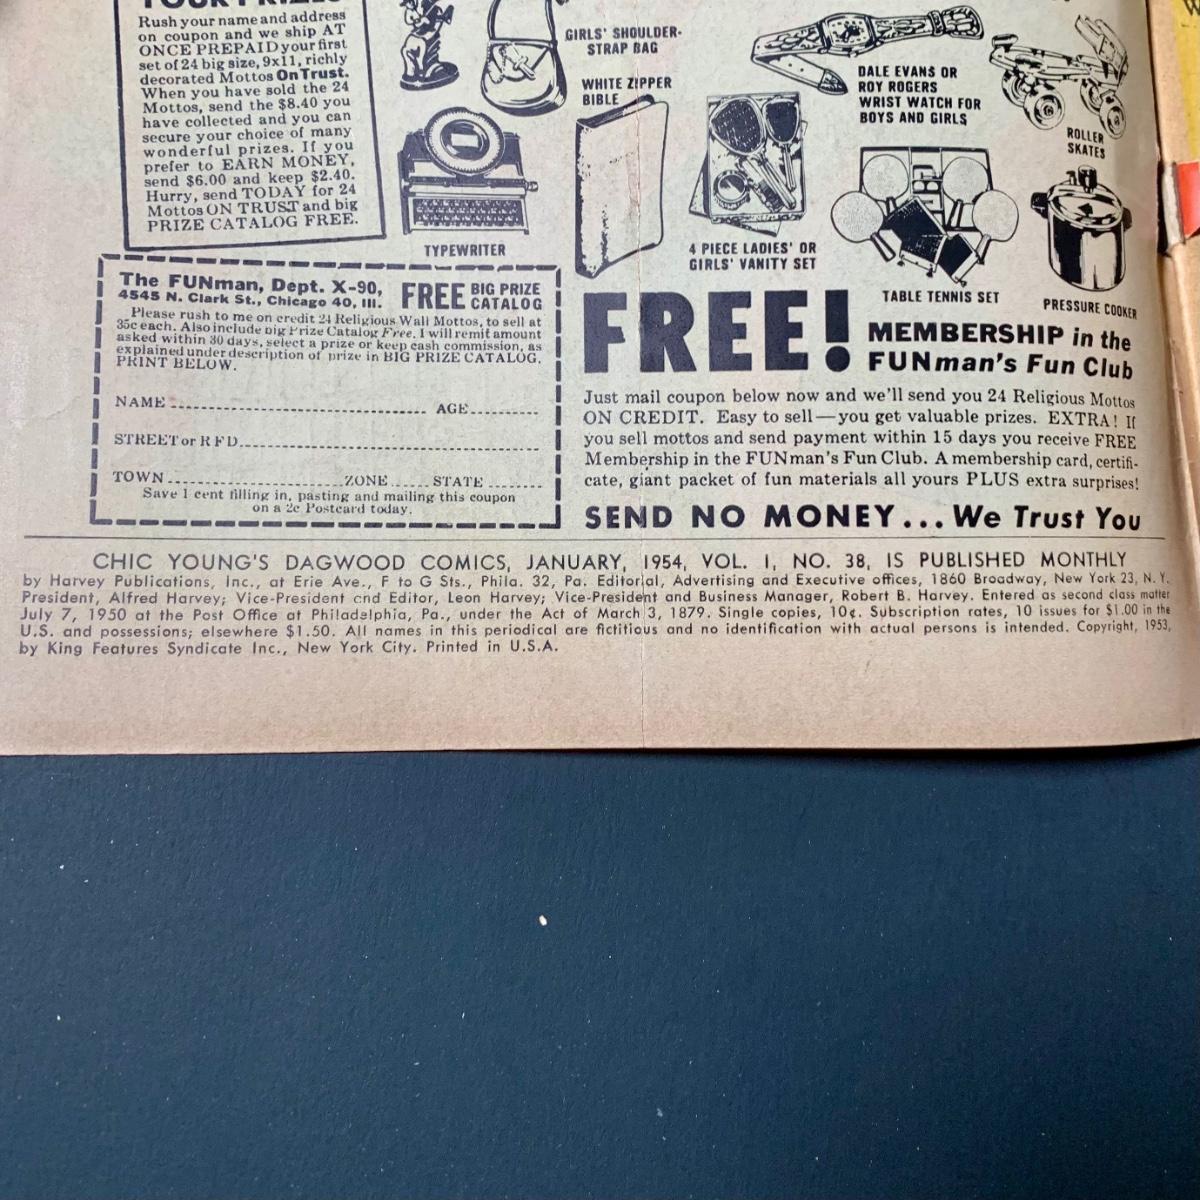 YOUR PRIZES
Rush your name and address
on coupon and we ship AT
ONCE PREPAID your first
set of 24 big size, 9x11, richly
decorated Mottos On Trust.
When you have sold the 24
Mottos, send the $8.40 you
have collected and you can
secure your choice of many
wonderful prizes. If you
prefer to EARN MONEY,
send $6.00 and keep $2.40.
Hurry, send TODAY for 24
Mottos ON TRUST and big
PRIZE CATALOG FREE.
GIRLS' SHOULDER-
STRAP BAG
WHITE ZIPPER
BIBLE
DALE EVANS OR
ROY ROGERS
WRIST WATCH FOR
BOYS AND GIRLS
ROLLER
SKATES
TYPEWRITER
4 PIECE LADIES' OR
GIRLS' VANITY SET
TABLE TENNIS SET
PRESSURE COOKER
The FUNman, Dept. X-90,
4545 N. Clark St., Chicago 40, Ill.
FREE BIG PRIZE
CATALOG
Please rush to me on credit 24 Religious Wall Mottos, to sell at
35c each. Also include big Prize Catalog Free. I will remit amount
asked within 30 days, select a prize or keep cash commission, as
explained under description of prize in BIG PRIZE CATALOG.
PRINT BELOW.
NAME AGE
STREET or RFD
TOWN ZONE STATE
Save 1 cent filling in, pasting and mailing this coupon
on a 2c Postcard today.
FREE! MEMBERSHIP in the
FUNman's Fun Club
Just mail coupon below now and we'll send you 24 Religious Mottos
ON CREDIT. Easy to sell—you get valuable prizes. EXTRA! If
you sell mottos and send payment within 15 days you receive FREE
Membership in the FUNman's Fun Club. A membership card, certifi-
cate, giant packet of fun materials all yours PLUS extra surprises!
SEND NO MONEY... We Trust You
CHIC YOUNG'S DAGWOOD COMICS, JANUARY, 1954, VOL. I, NO. 38, IS PUBLISHED MONTHLY
by Harvey Publications, Inc., at Erie Ave., F to G Sts., Phila. 32, Pa. Editorial, Advertising and Executive offices, 1860 Broadway, New York 23, N. Y.
President, Alfred Harvey; Vice-President and Editor, Leon Harvey; Vice-President and Business Manager, Robert B. Harvey. Entered as second class matter
July 7, 1950 at the Post Office at Philadelphia, Pa., under the Act of March 3, 1879. Single copies, 10¢. Subscription rates, 10 issues for $1.00 in the
U.S. and possessions; elsewhere $1.50. All names in this periodical are fictitious and no identification with actual persons is intended. Copyright, 1953,
by King Features Syndicate Inc., New York City. Printed in U.S.A.